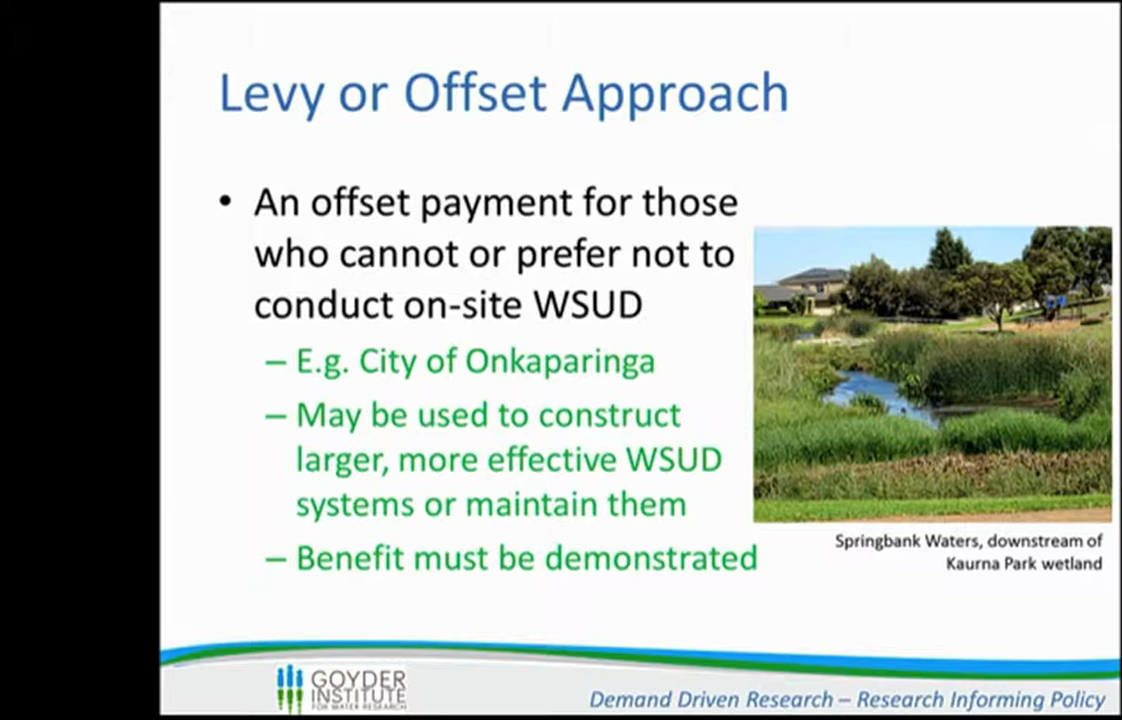 Levy or Offset Approach
• An offset payment for those
who cannot or prefer not to
conduct on-site WSUD
– E.g. City of Onkaparinga
– May be used to construct
larger, more effective WSUD
systems or maintain them
– Benefit must be demonstrated
Springbank Waters, downstream of
Kaurna Park wetland
GOYDER
INSTITUTE
FOR WATER RESEARCH
Demand Driven Research – Research Informing Policy